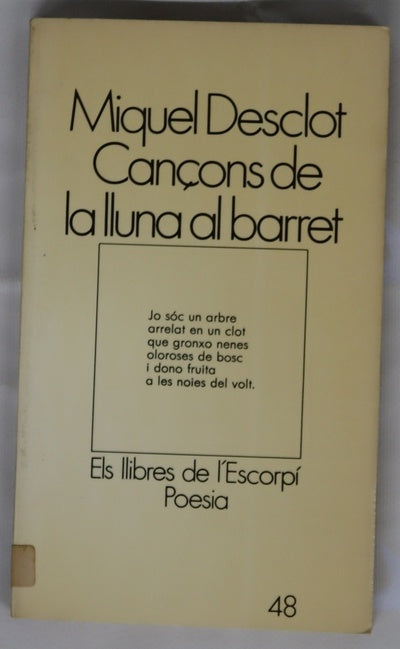 Miquel Desclot
Cançons de
la lluna al barret
Jo sóc un arbre
arrelat en un clot
que gronxo nenes
oloroses de bosc
i dono fruita
a les noies del volt.
Els llibres de l'Escorpí
Poesia
48